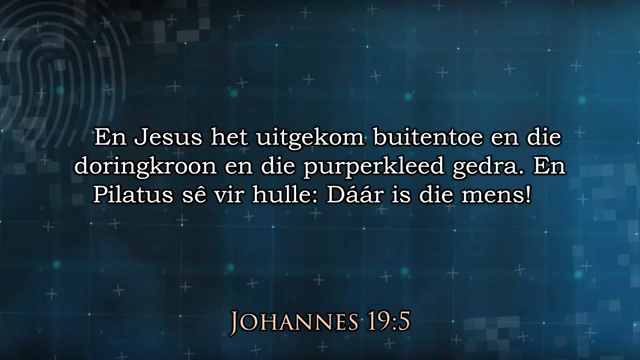 En Jesus het uitgekom buitentoe en die
doringkroon en die purperkleed gedra. En
Pilatus sê vir hulle: Dáár is die mens!
Johannes 19:5